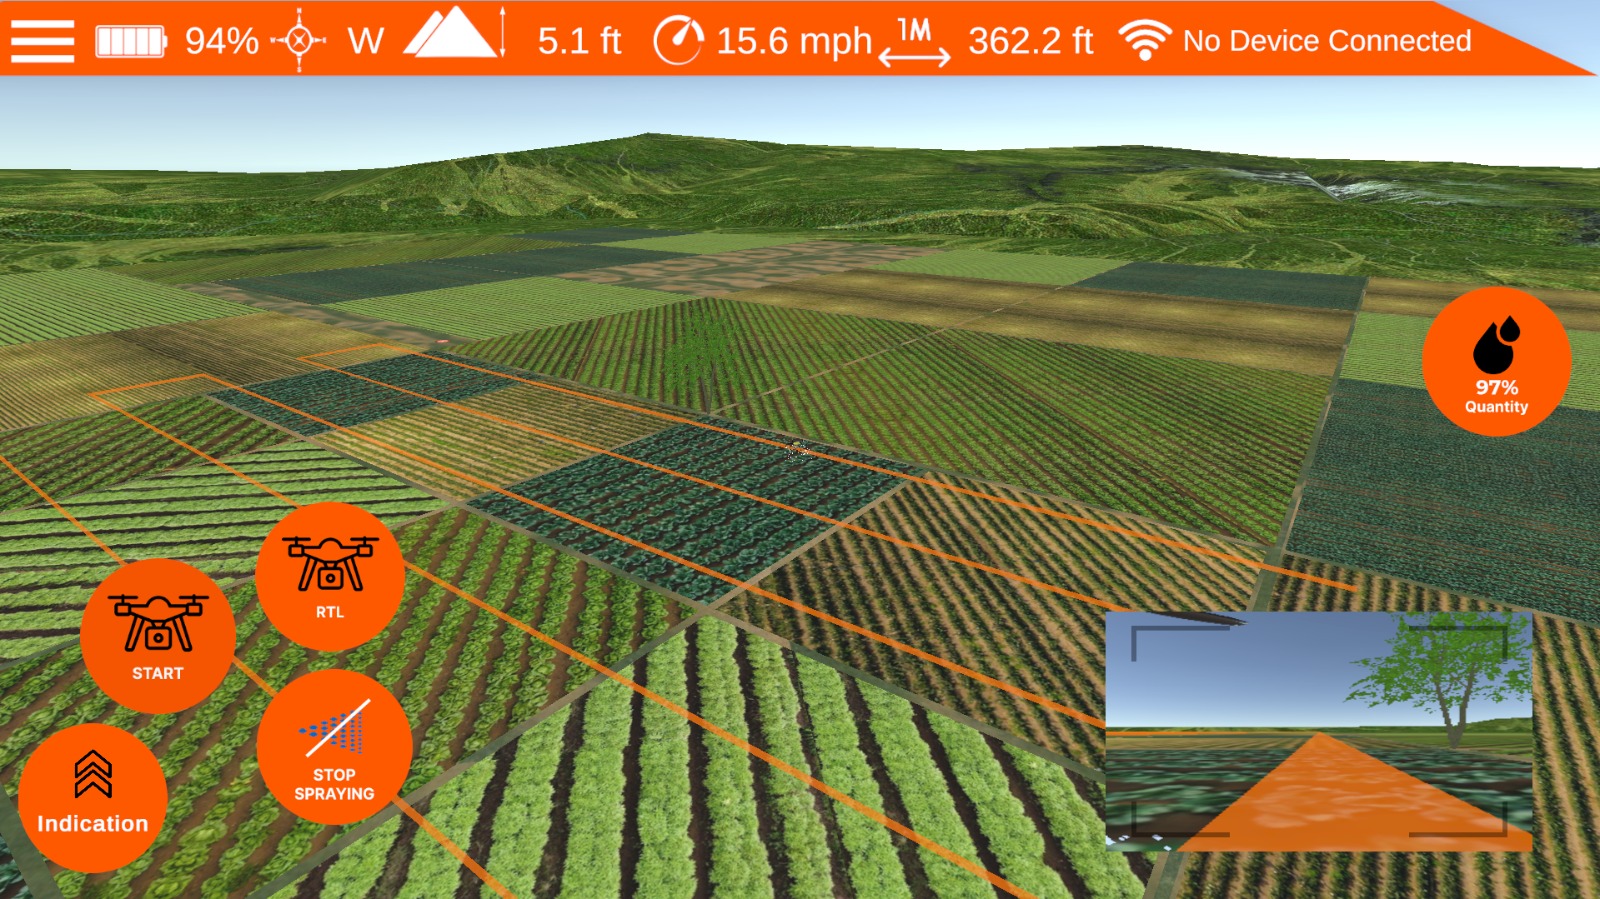 94% W 5.1 ft 15.6 mph 1M 362.2 ft No Device Connected
97%
Quantity
RTL
START
STOP
SPRAYING
Indication